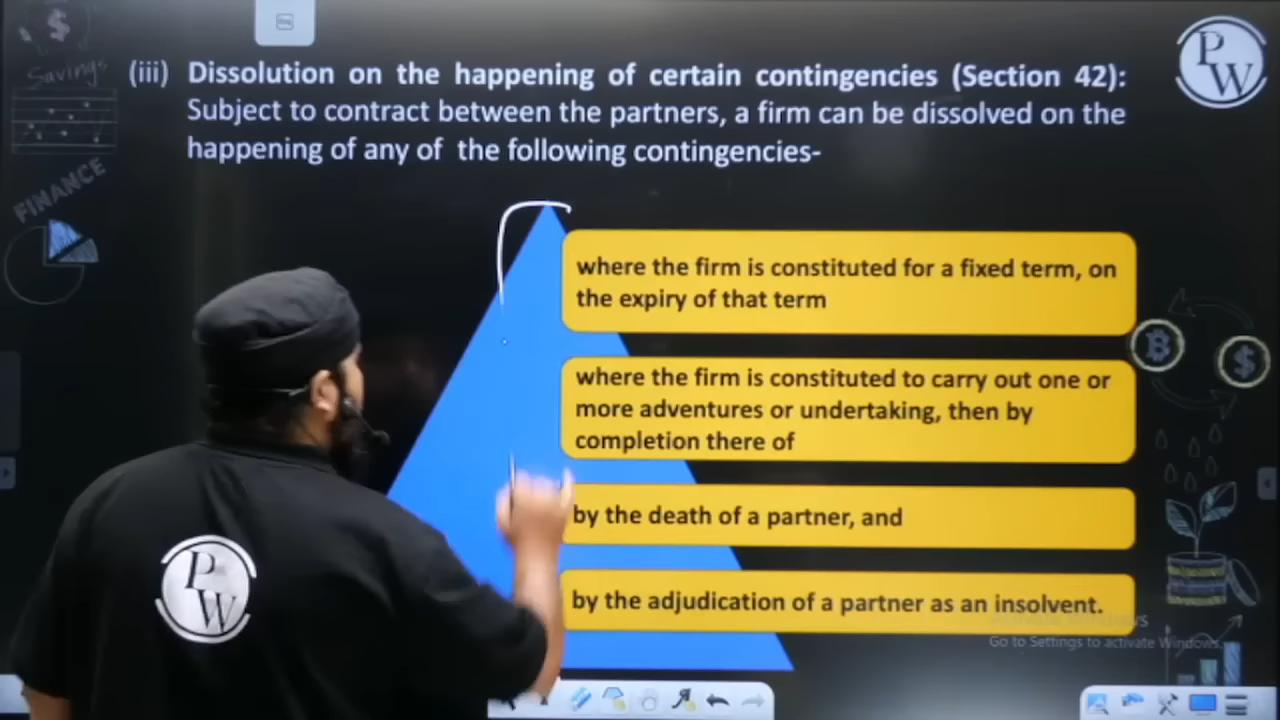 Savings
FINANCE
(iii) Dissolution on the happening of certain contingencies (Section 42):
Subject to contract between the partners, a firm can be dissolved on the
happening of any of the following contingencies-
where the firm is constituted for a fixed term, on
the expiry of that term
where the firm is constituted to carry out one or
more adventures or undertaking, then by
completion there of
by the death of a partner, and
by the adjudication of a partner as an insolvent.
Activate Windows
Go to Settings to activate Windows.
P
W
P
W